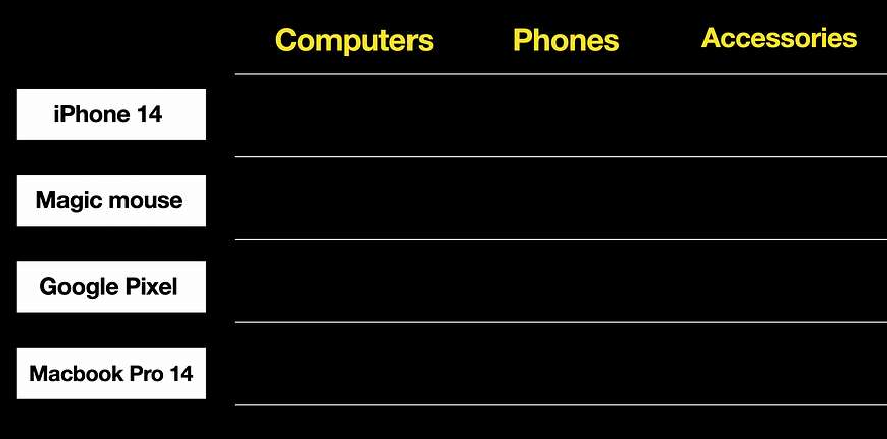 Computers Phones Accessories
iPhone 14
Magic mouse
Google Pixel
Macbook Pro 14